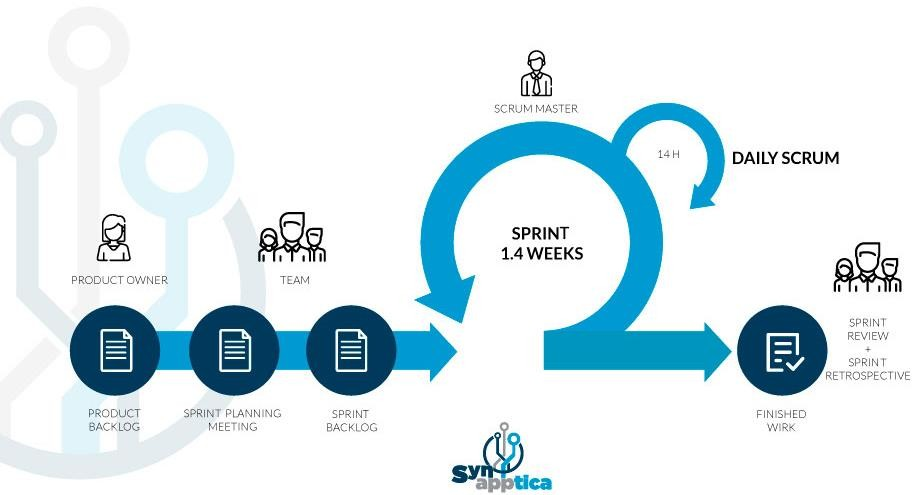 SCRUM MASTER
14 H
DAILY SCRUM
SPRINT
1.4 WEEKS
PRODUCT OWNER
TEAM
SPRINT
REVIEW
+
SPRINT
RETROSPECTIVE
PRODUCT
BACKLOG
SPRINT PLANNING
MEETING
SPRINT
BACKLOG
FINISHED
WIRK
Syn
apptica